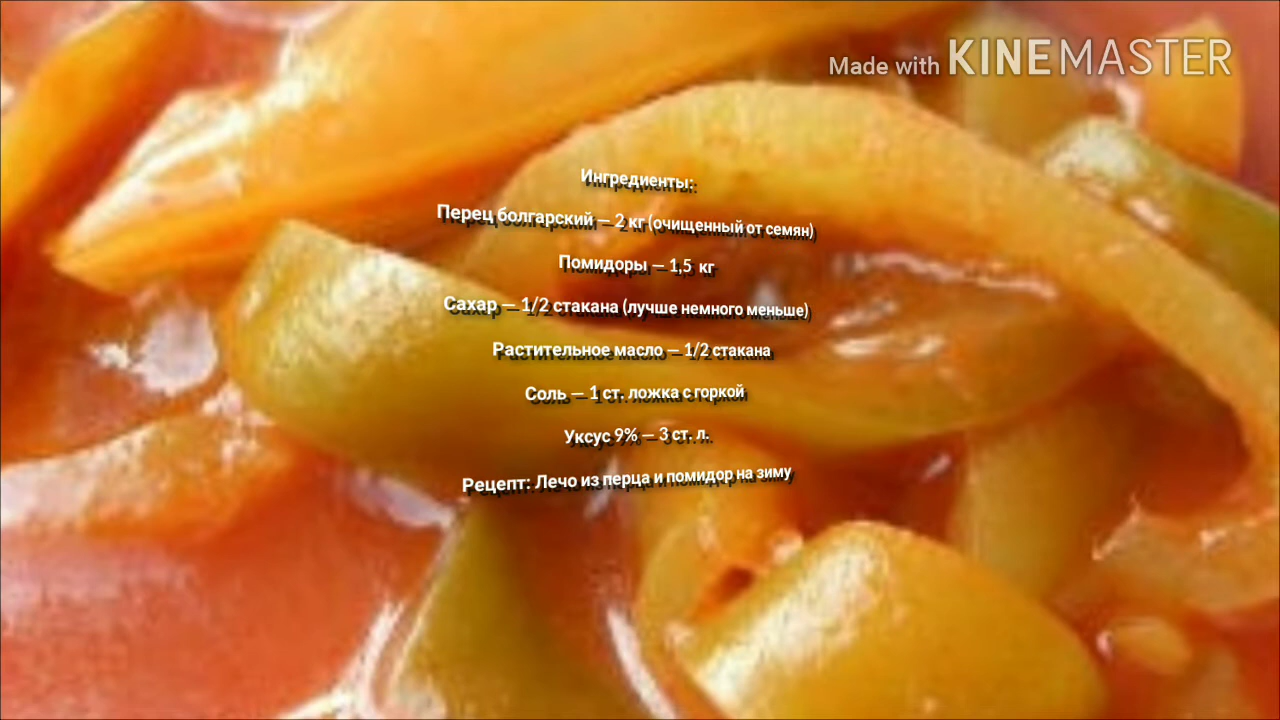 Made with KINEMASTER
Ингредиенты:
Перец болгарский — 2 кг (очищенный от семян)
Помидоры — 1,5 кг
Сахар — 1/2 стакана (лучше немного меньше)
Растительное масло — 1/2 стакана
Соль — 1 ст. ложка с горкой
Уксус 9% — 3 ст. л.
Рецепт: Лечо из перца и помидор на зиму